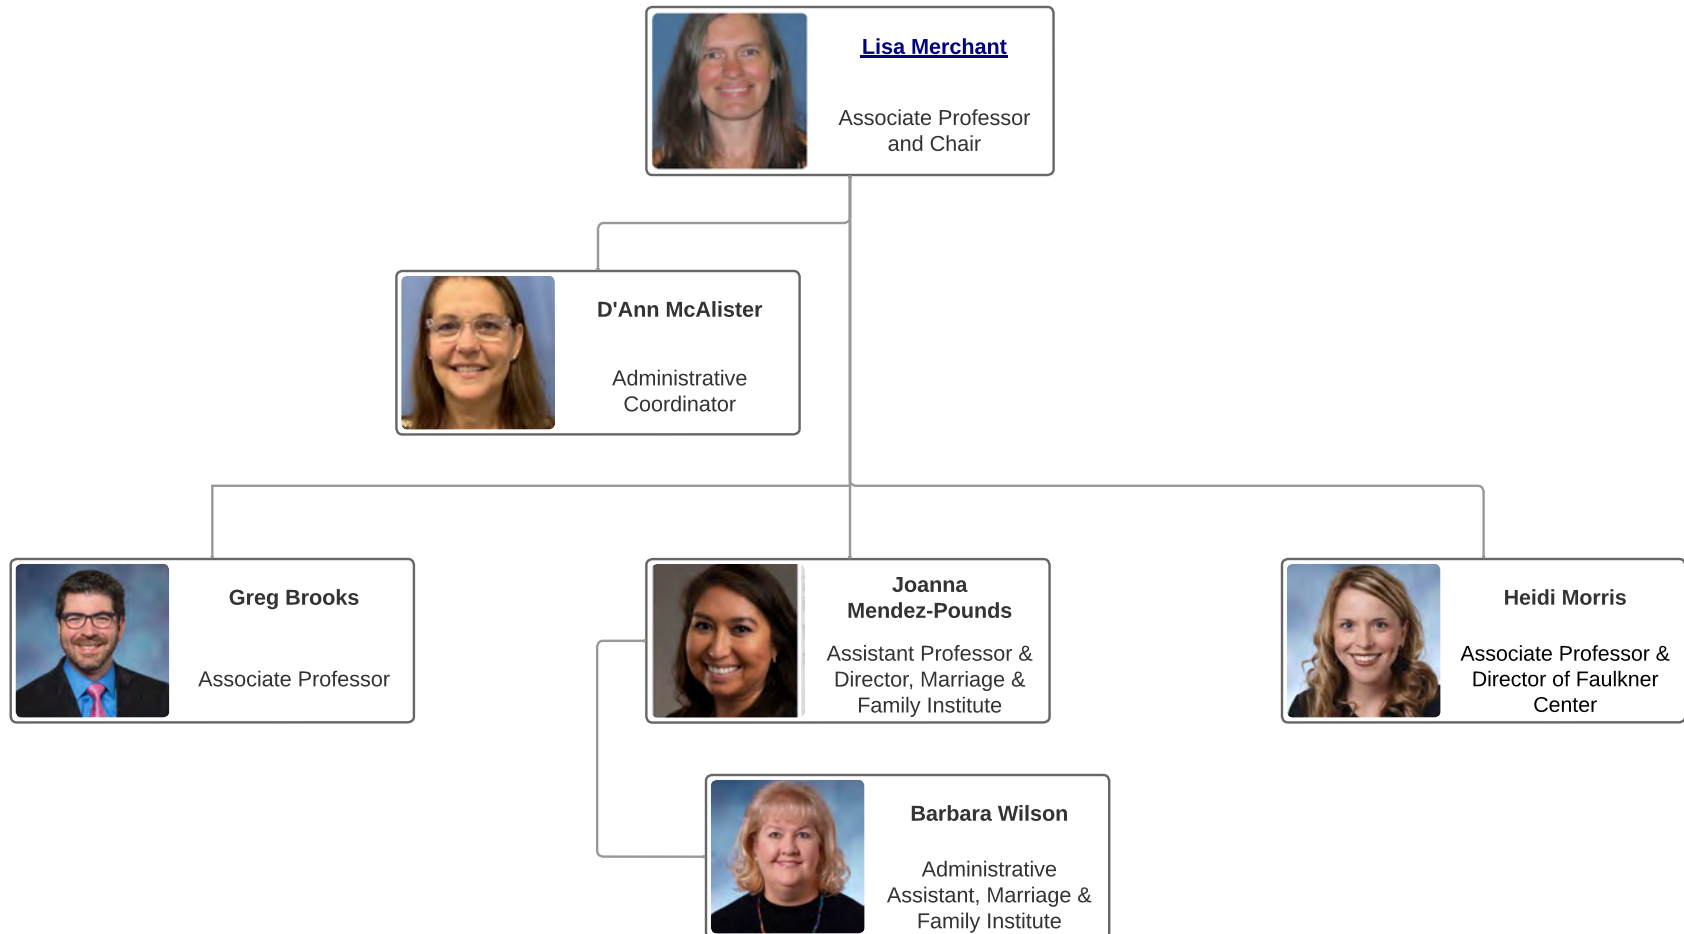 Lisa Merchant
Associate Professor
and Chair
D'Ann McAlister
Administrative
Coordinator
Greg Brooks
Associate Professor
Joanna
Mendez-Pounds
Assistant Professor &
Director, Marriage &
Family Institute
Heidi Morris
Associate Professor &
Director of Faulkner
Center
Barbara Wilson
Administrative
Assistant, Marriage &
Family Institute